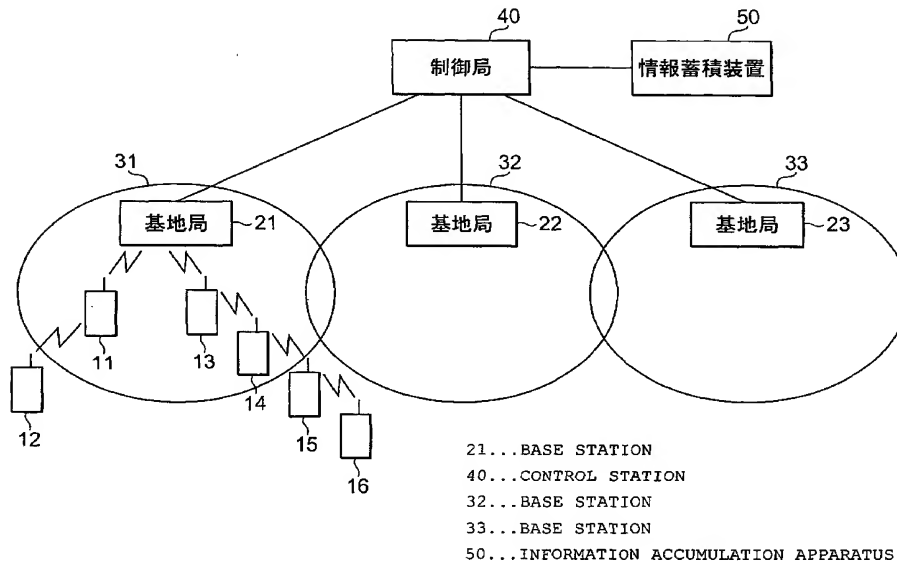 40
50
制御局
情報蓄積装置
31
32
33
基地局
21
基地局
22
基地局
23
11
13
12
14
15
16
21...BASE STATION
40...CONTROL STATION
32...BASE STATION
33...BASE STATION
50...INFORMATION ACCUMULATION APPARATUS